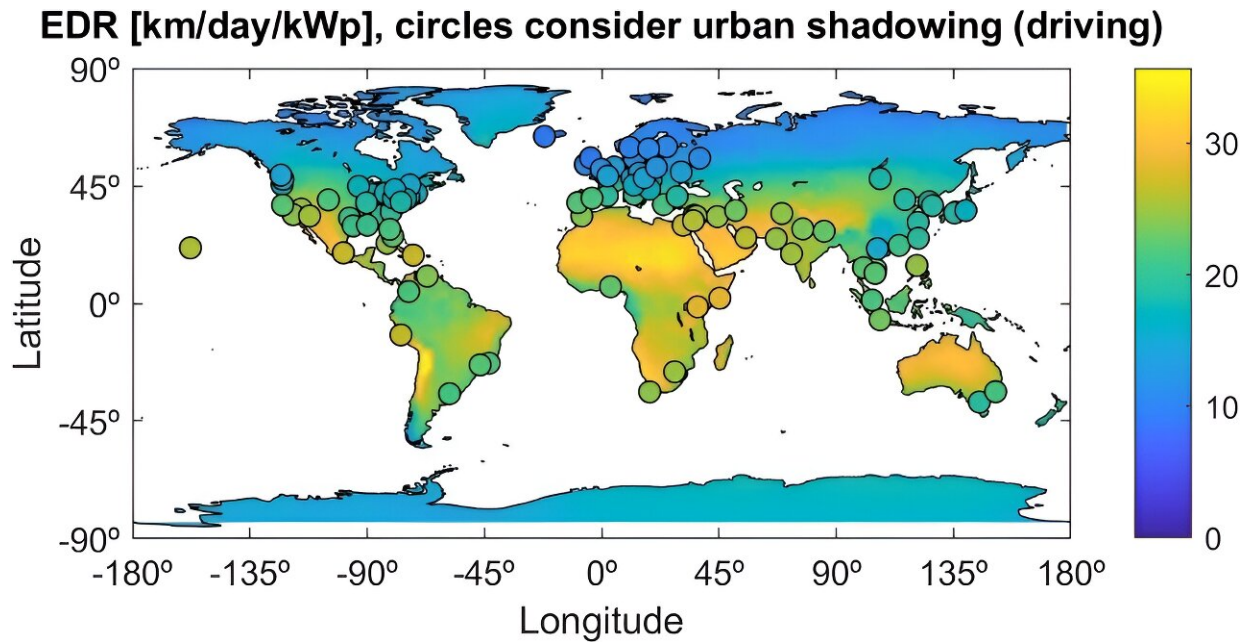 EDR [km/day/kWp], circles consider urban shadowing (driving)
90º
45º
0º
-45º
-90º
Latitude
-180º -135º -90º -45º 0º 45º 90º 135º 180º
Longitude
30
20
10
0